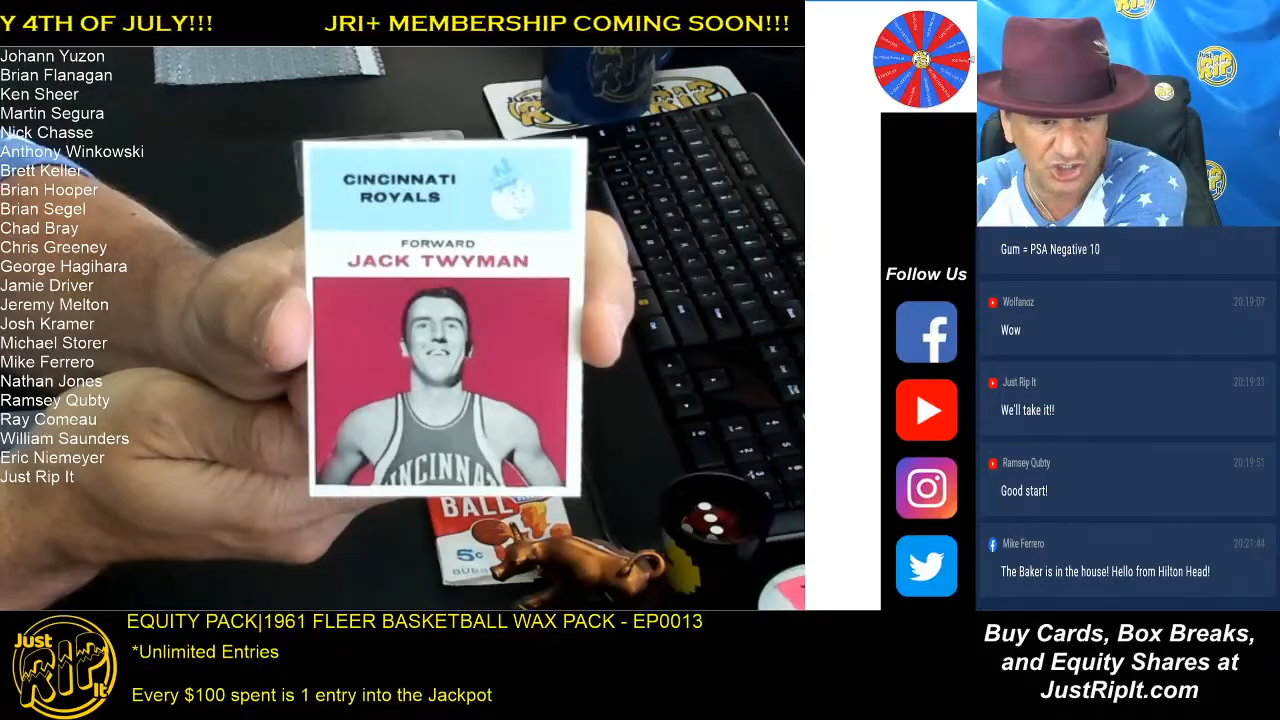 Y 4TH OF JULY!!!
JRI+ MEMBERSHIP COMING SOON!!!
Johann Yuzon
Brian Flanagan
Ken Sheer
Martin Segura
Nick Chasse
Anthony Winkowski
Brett Keller
Brian Hooper
Brian Segel
Chad Bray
Chris Greeney
George Hagihara
Jamie Driver
Jeremy Melton
Josh Kramer
Michael Storer
Mike Ferrero
Nathan Jones
Ramsey Qubty
Ray Comeau
William Saunders
Eric Niemeyer
Just Rip It
CINCINNATI
ROYALS
FORWARD
JACK TWYMAN
INCINNA
BALL
5¢
Follow Us
Gum = PSA Negative 10
Wolfanoz 20:19:07
Wow
Just Rip It 20:19:31
We'll take it!!
Ramsey Qubty 20:19:51
Good start!
Mike Ferrero 20:21:44
The Baker is in the house! Hello from Hilton Head!
Just
RIP
It
EQUITY PACK|1961 FLEER BASKETBALL WAX PACK - EP0013
*Unlimited Entries
Every $100 spent is 1 entry into the Jackpot
Buy Cards, Box Breaks,
and Equity Shares at
JustRipIt.com